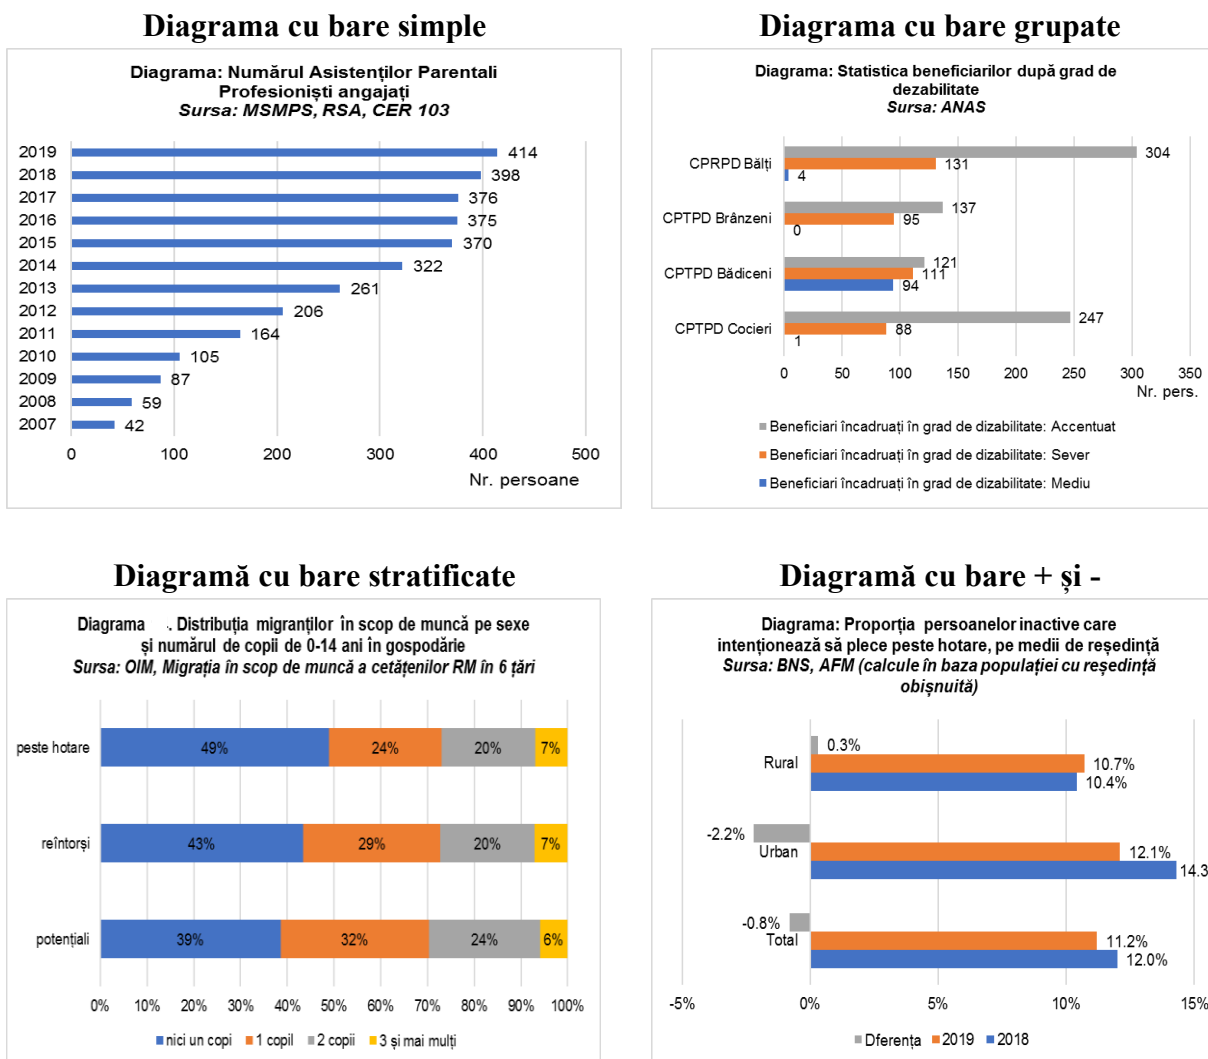 Diagrama cu bare simple
Diagrama: Numărul Asistenților Parentali
Profesioniști angajați
Sursa: MSMPS, RSA, CER 103
2019 414
2018 398
2017 376
2016 375
2015 370
2014 322
2013 261
2012 206
2011 164
2010 105
2009 87
2008 59
2007 42
0 100 200 300 400 500
Nr. persoane
Diagrama cu bare grupate
Diagrama: Statistica beneficiarilor după grad de
dezabilitate
Sursa: ANAS
304
CPRPD Bălți 131
4
137
CPTPD Brânzeni 95
0
121
CPTPD Bădiceni 111
94
247
CPTPD Cocieri 88
1
0 50 100 150 200 250 300 350
Nr. pers.
Beneficiari încadruați în grad de dizabilitate: Accentuat
Beneficiari încadruați în grad de dizabilitate: Sever
Beneficiari încadruați în grad de dizabilitate: Mediu
Diagramă cu bare stratificate
Diagrama . Distribuția migranților în scop de muncă pe sexe
și numărul de copii de 0-14 ani în gospodărie
Sursa: OIM, Migrația în scop de muncă a cetățenilor RM în 6 țări
peste hotare 49% 24% 20% 7%
reîntorși 43% 29% 20% 7%
potențiali 39% 32% 24% 6%
0% 10% 20% 30% 40% 50% 60% 70% 80% 90% 100%
nici un copi 1 copil 2 copii 3 și mai mulți
Diagramă cu bare + și -
Diagrama: Proporția persoanelor inactive care
intenționează să plece peste hotare, pe medii de reședință
Sursa: BNS, AFM (calcule în baza populației cu reședință
obișnuită)
0.3%
Rural 10.7%
10.4%
-2.2%
Urban 12.1%
14.3
-0.8%
Total 11.2%
12.0%
-5% 0% 5% 10% 15%
Dferența 2019 2018